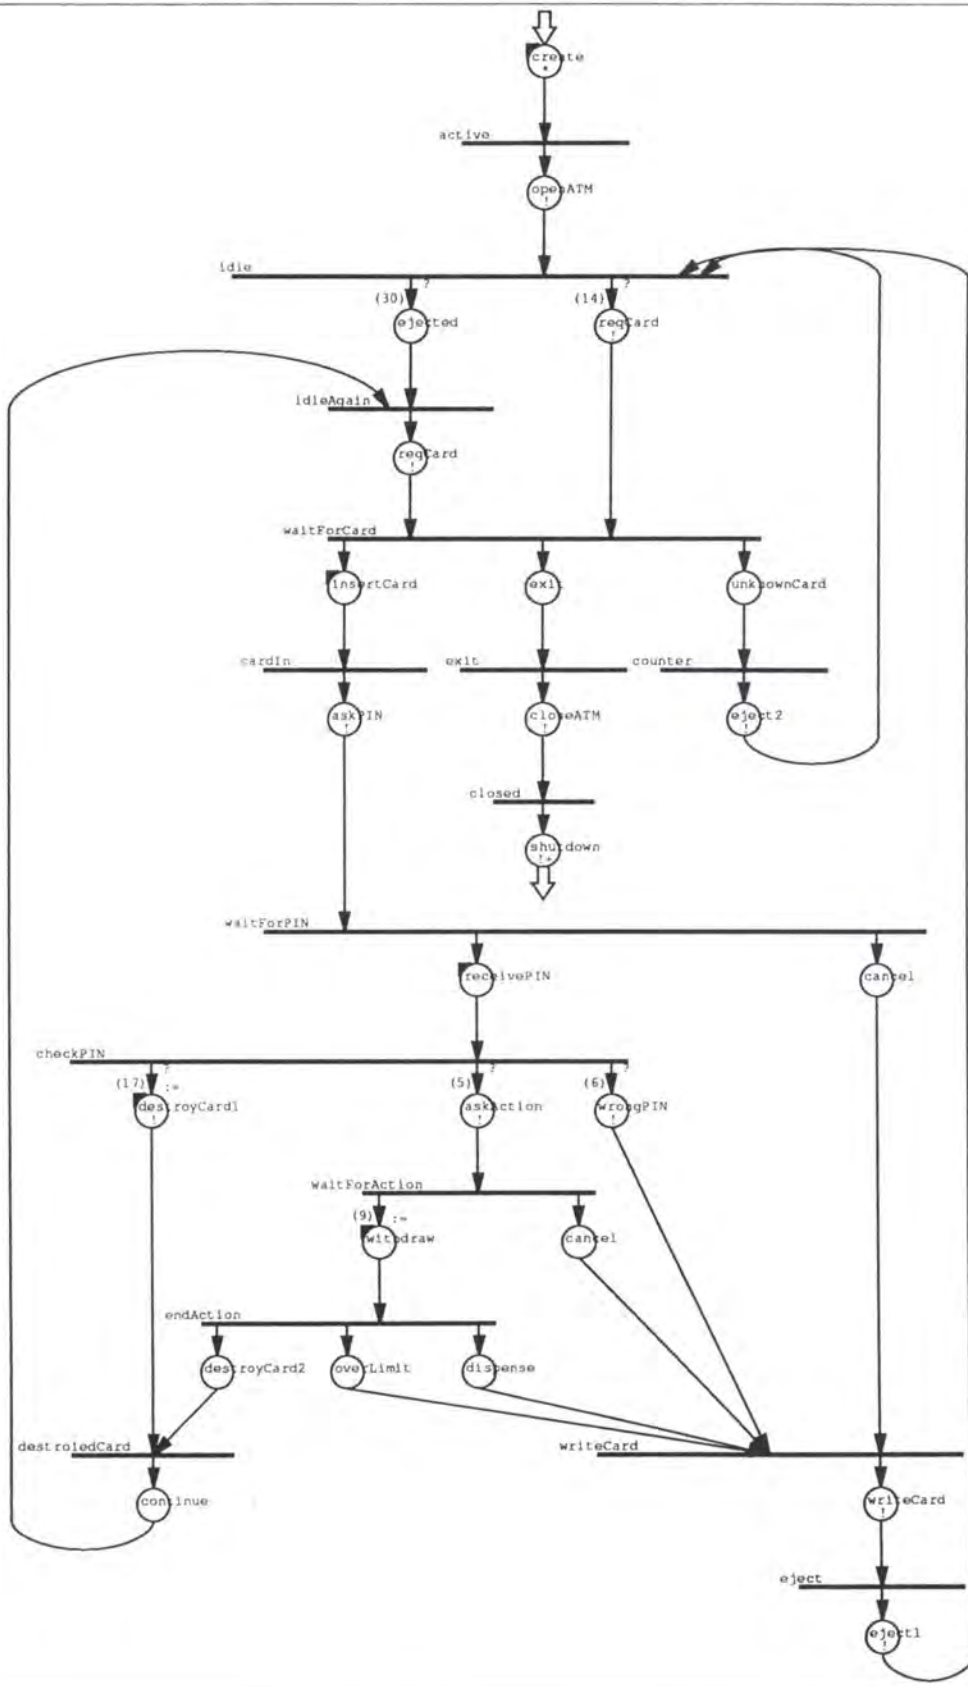 create
*
active
openATM
!
idle
? ?
(30) (14)
ejected reqCard
!
idleAgain
reqCard
!
waitForCard
insertCard exit unknownCard
cardIn exit counter
askPIN closeATM eject2
! ! !
closed
shutdown
!+
waitForPIN
receivePIN cancel
checkPIN ? ? ?
(17) := (5) (6)
destroyCard1 askAction wrongPIN
! ! !
waitForAction
(9) :=
withdraw cancel
endAction
destroyCard2 overLimit dispense
destroledCard writeCard
continue writeCard
!
eject
eject1
!